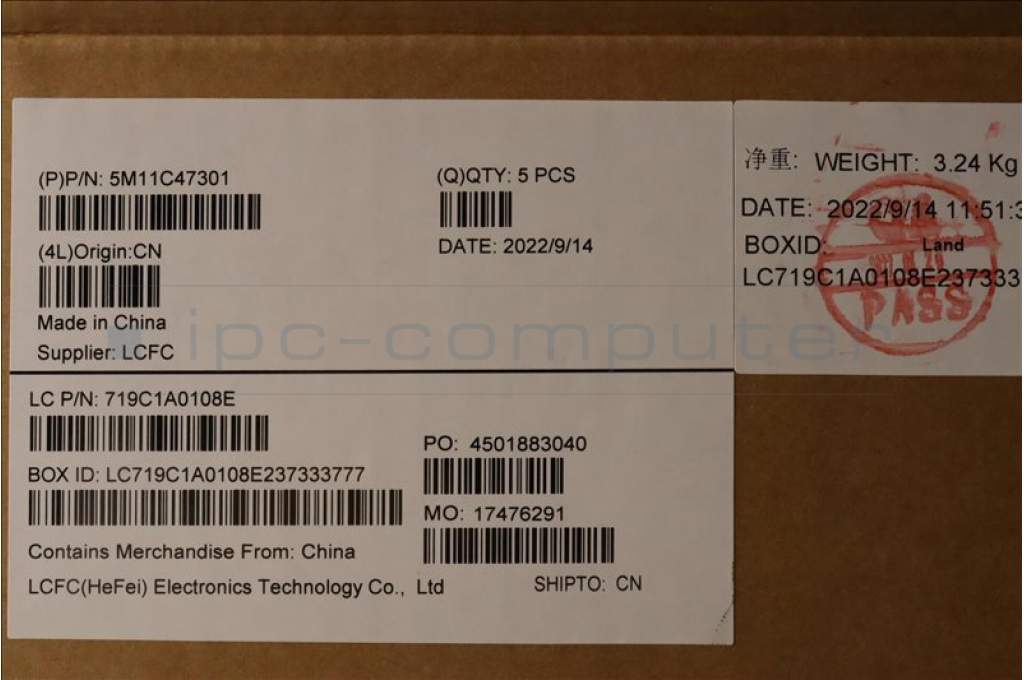 (P)P/N: 5M11C47301
(Q)QTY: 5 PCS
(4L)Origin:CN
DATE: 2022/9/14
Made in China
Supplier: LCFC
LC P/N: 719C1A0108E
PO: 4501883040
BOX ID: LC719C1A0108E237333777
MO: 17476291
Contains Merchandise From: China
LCFC(HeFei) Electronics Technology Co., Ltd
SHIPTO: CN
净重: WEIGHT: 3.24 Kg
DATE: 2022/9/14 11:51:3
BOXID: Land
LC719C1A0108E237333
PASS
ipc-computer